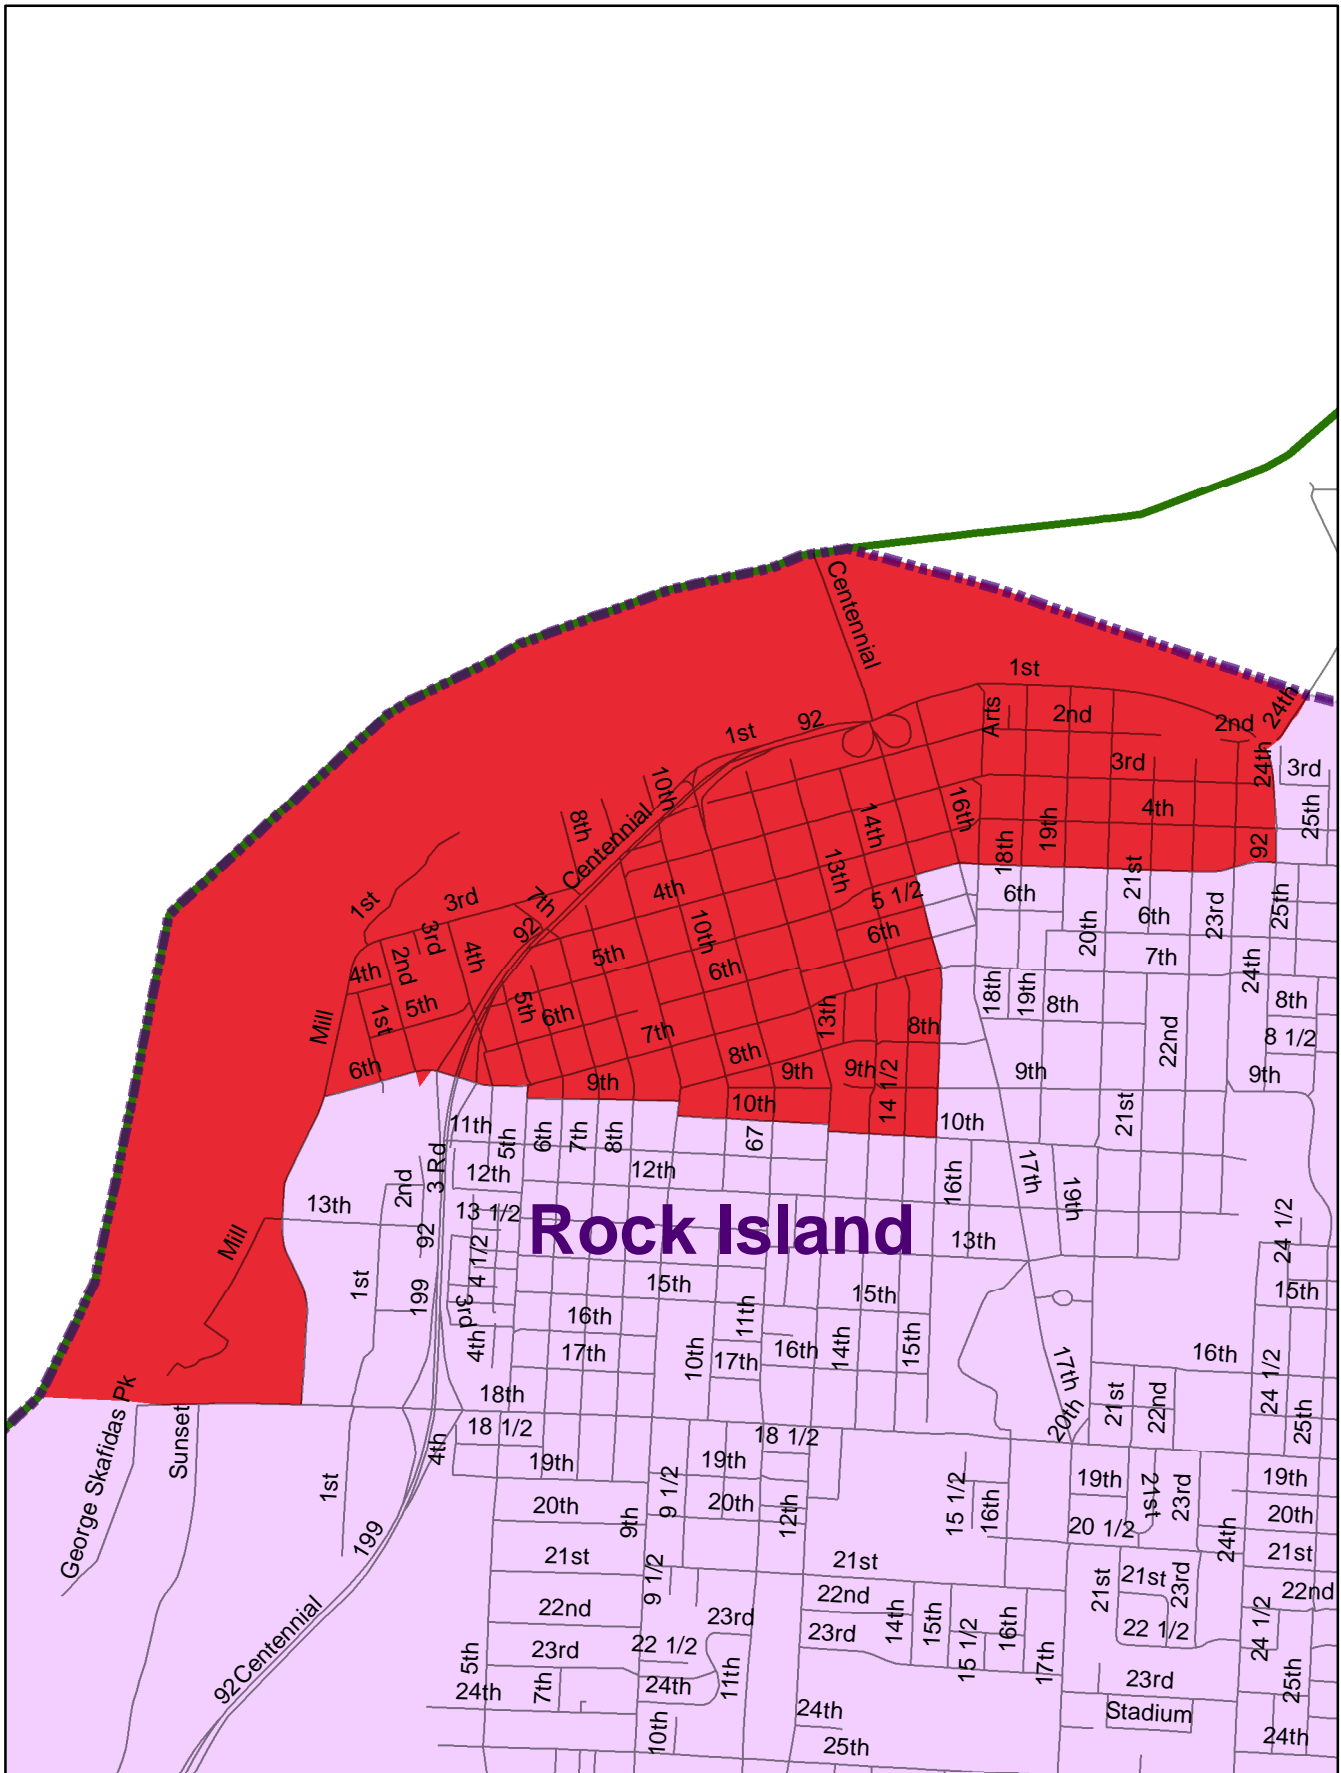 Centennial
1st
24th
Arts
2nd
2nd
92
1st
24th
3rd
3rd
10th
16th
4th
25th
8th
Centennial
14th
19th
92
18th
13th
21st
4th
5 1/2
6th
7th
3rd
1st
23rd
25th
6th
20th
92
3rd
10th
6th
4th
2nd
4th
5th
6th
7th
24th
5th
1st
5th
6th
13th
18th
19th
8th
8th
8th
Mill
7th
22nd
8 1/2
8th
6th
9th
9th
9th
14 1/2
9th
9th
10th
11th
5th
6th
7th
8th
67
10th
21st
3 Rd
12th
12th
2nd
16th
17th
19th
13th
13 1/2
Rock Island
13th
24 1/2
Mill
92
4 1/2
1st
199
3rd
15th
15th
15th
16th
11th
4th
17th
10th
17th
16th
14th
15th
17th
16th
24 1/2
George Skafidas Pk
Sunset
18th
18 1/2
18 1/2
20th
21st
22nd
25th
4th
19th
19th
1st
9 1/2
20th
9th
20th
12th
15 1/2
16th
19th
21st
23rd
19th
20th
199
20 1/2
24th
21st
21st
9 1/2
21st
21st
21st
23rd
22nd
22nd
22nd
23rd
23rd
14th
15th
15 1/2
16th
22 1/2
24 1/2
92
Centennial
5th
23rd
22 1/2
17th
24th
7th
24th
11th
23rd
25th
24th
Stadium
10th
25th
24th